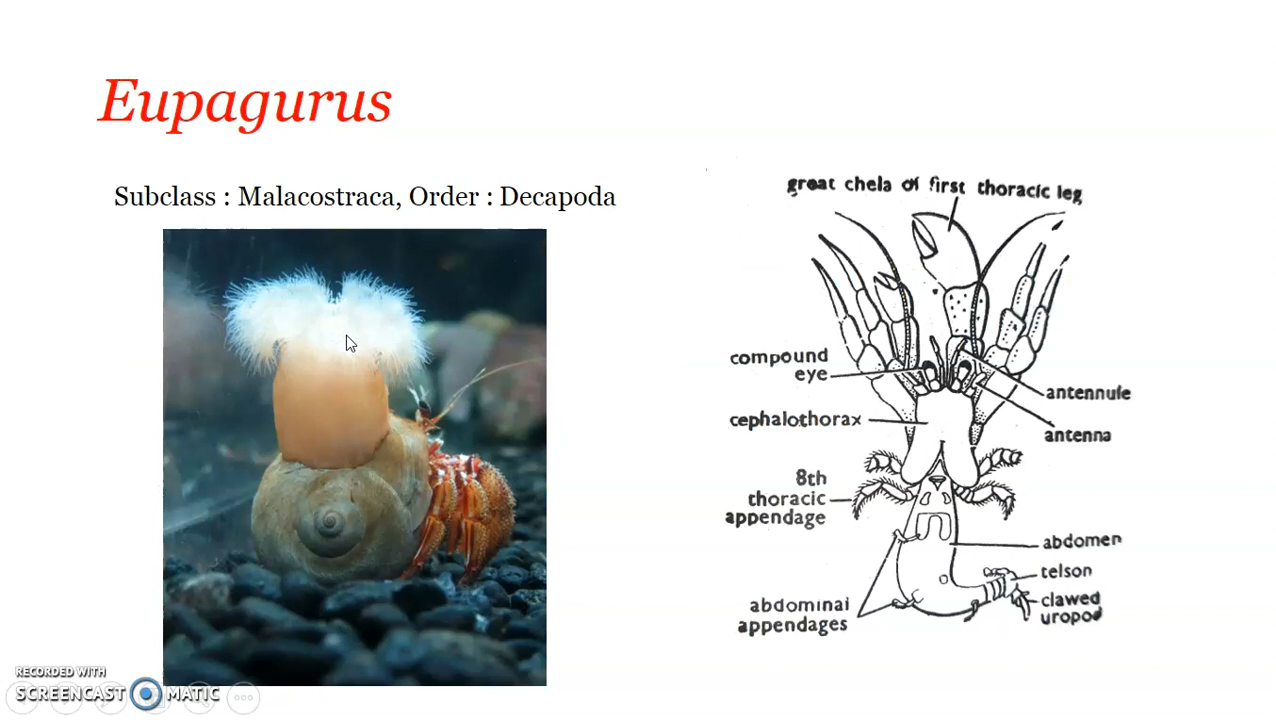 Eupagurus
Subclass : Malacostraca, Order : Decapoda
great chela of first thoracic leg
compound
eye
cephalothorax
antennule
antenna
8th
thoracic
appendage
abdomen
telson
clawed
uropod
abdominai
appendages
RECORDED WITH
SCREENCAST MATIC